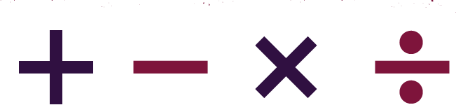 + − × ÷